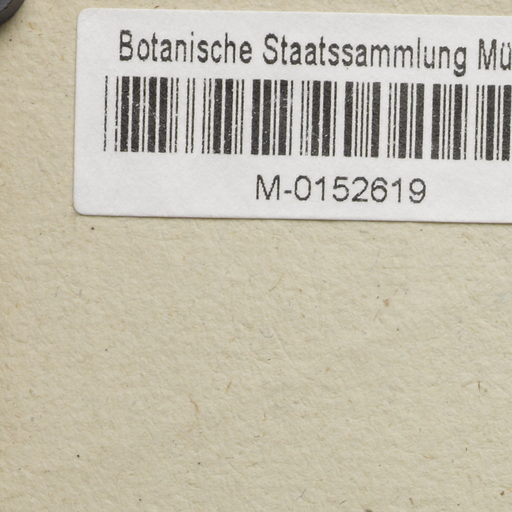 Botanische Staatssammlung Mü
M-0152619